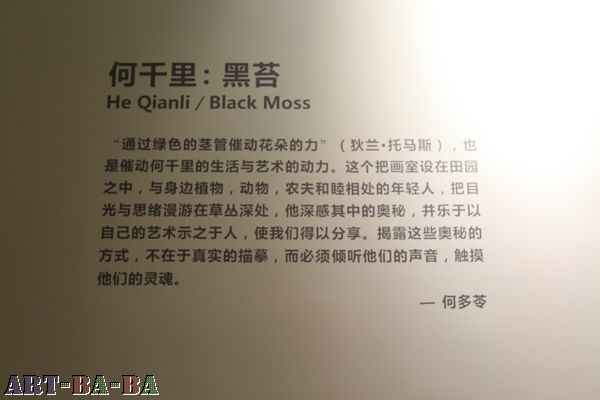 何千里：黑苔
He Qianli / Black Moss
“通过绿色的茎管催动花朵的力”（狄兰·托马斯），也
是催动何千里的生活与艺术的动力。这个把画室设在田园
之中，与身边植物，动物，农夫和睦相处的年轻人，把目
光与思绪漫游在草丛深处，他深感其中的奥秘，并乐于以
自己的艺术示之于人，使我们得以分享。揭露这些奥秘的
方式，不在于真实的描摹，而必须倾听他们的声音，触摸
他们的灵魂。
— 何多苓
ART-BA-BA